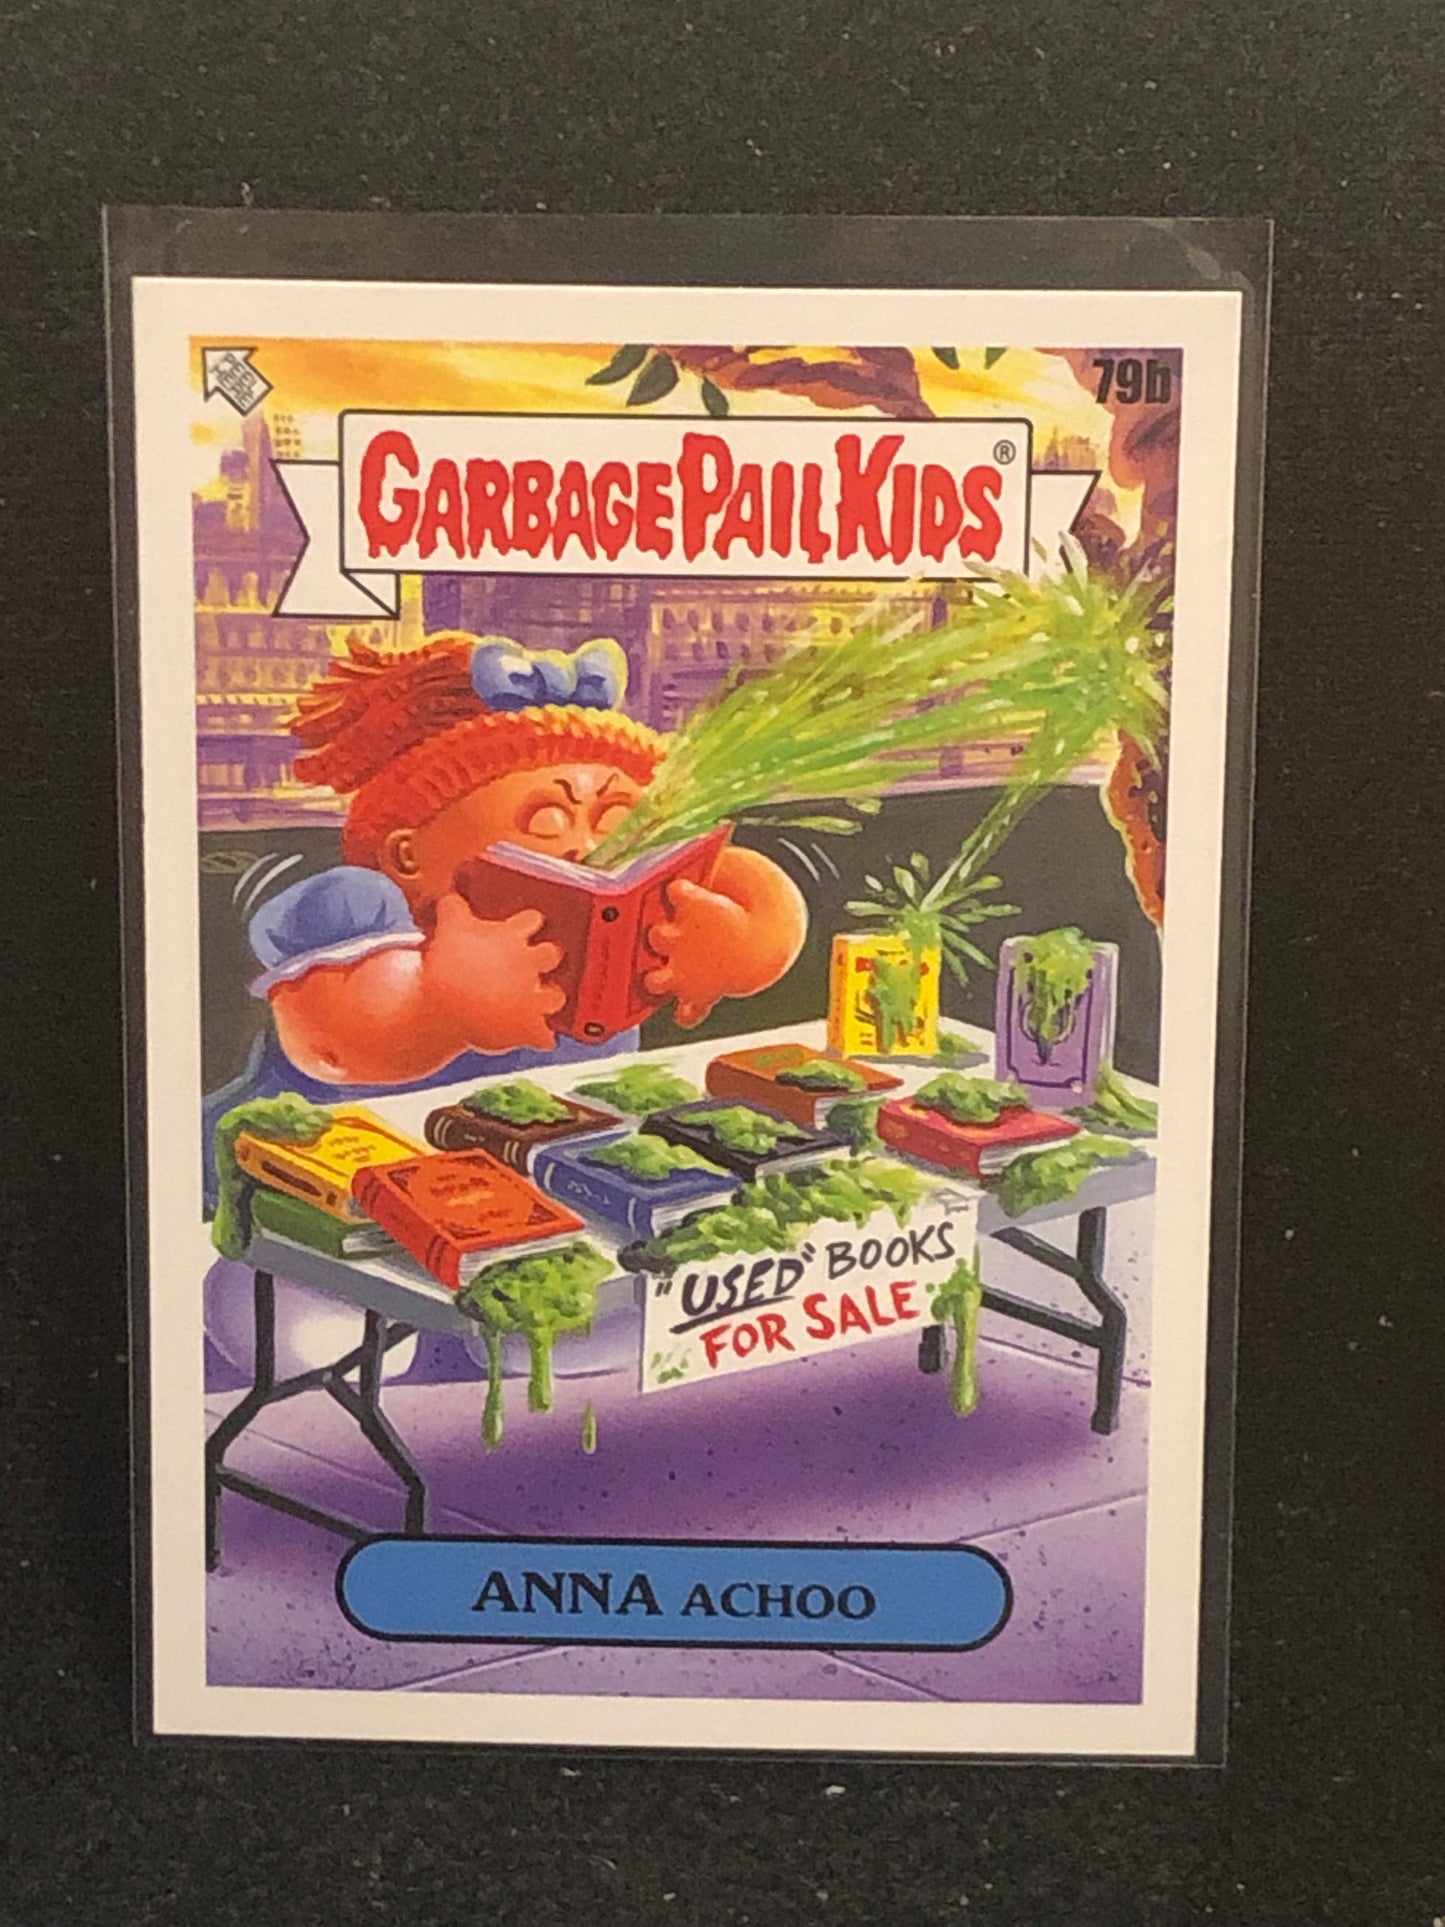 79b
GARBAGE PAIL KIDS®
"USED" BOOKS
FOR SALE
ANNA ACHOO